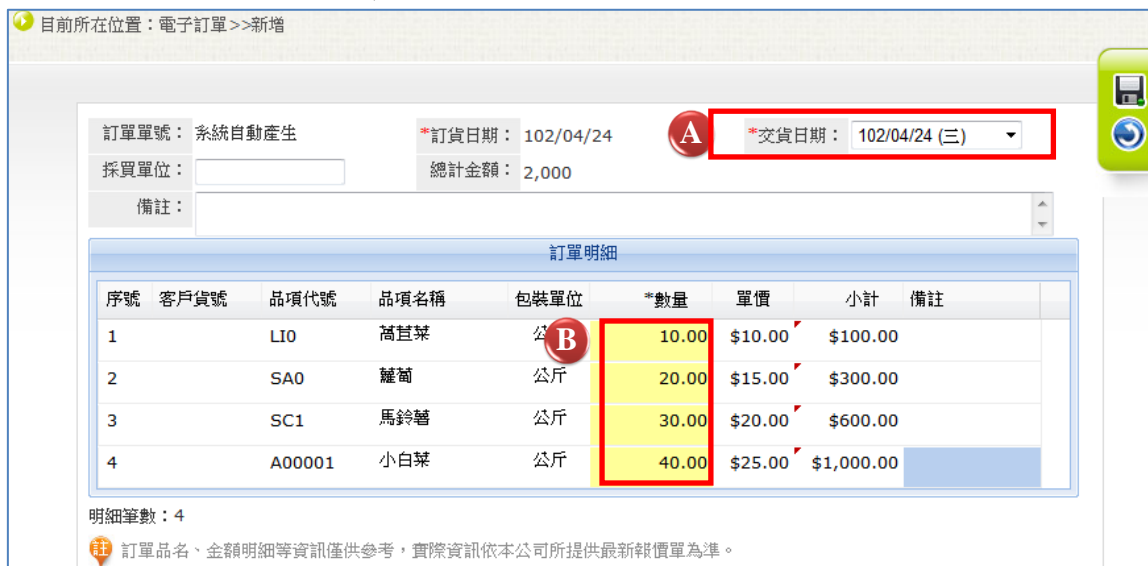 目前所在位置：電子訂單>>新增
訂單單號： 系統自動產生 *訂貨日期： 102/04/24 A *交貨日期： 102/04/24 (三)
採買單位： 總計金額： 2,000
備註：
訂單明細
序號 客戶貨號 品項代號 品項名稱 包裝單位 *數量 單價 小計 備註
1 LI0 萵苣菜 公 B 10.00 $10.00 $100.00
2 SA0 蘿蔔 公斤 20.00 $15.00 $300.00
3 SC1 馬鈴薯 公斤 30.00 $20.00 $600.00
4 A00001 小白菜 公斤 40.00 $25.00 $1,000.00
明細筆數：4
註 訂單品名、金額明細等資訊僅供參考，實際資訊依本公司所提供最新報價單為準。